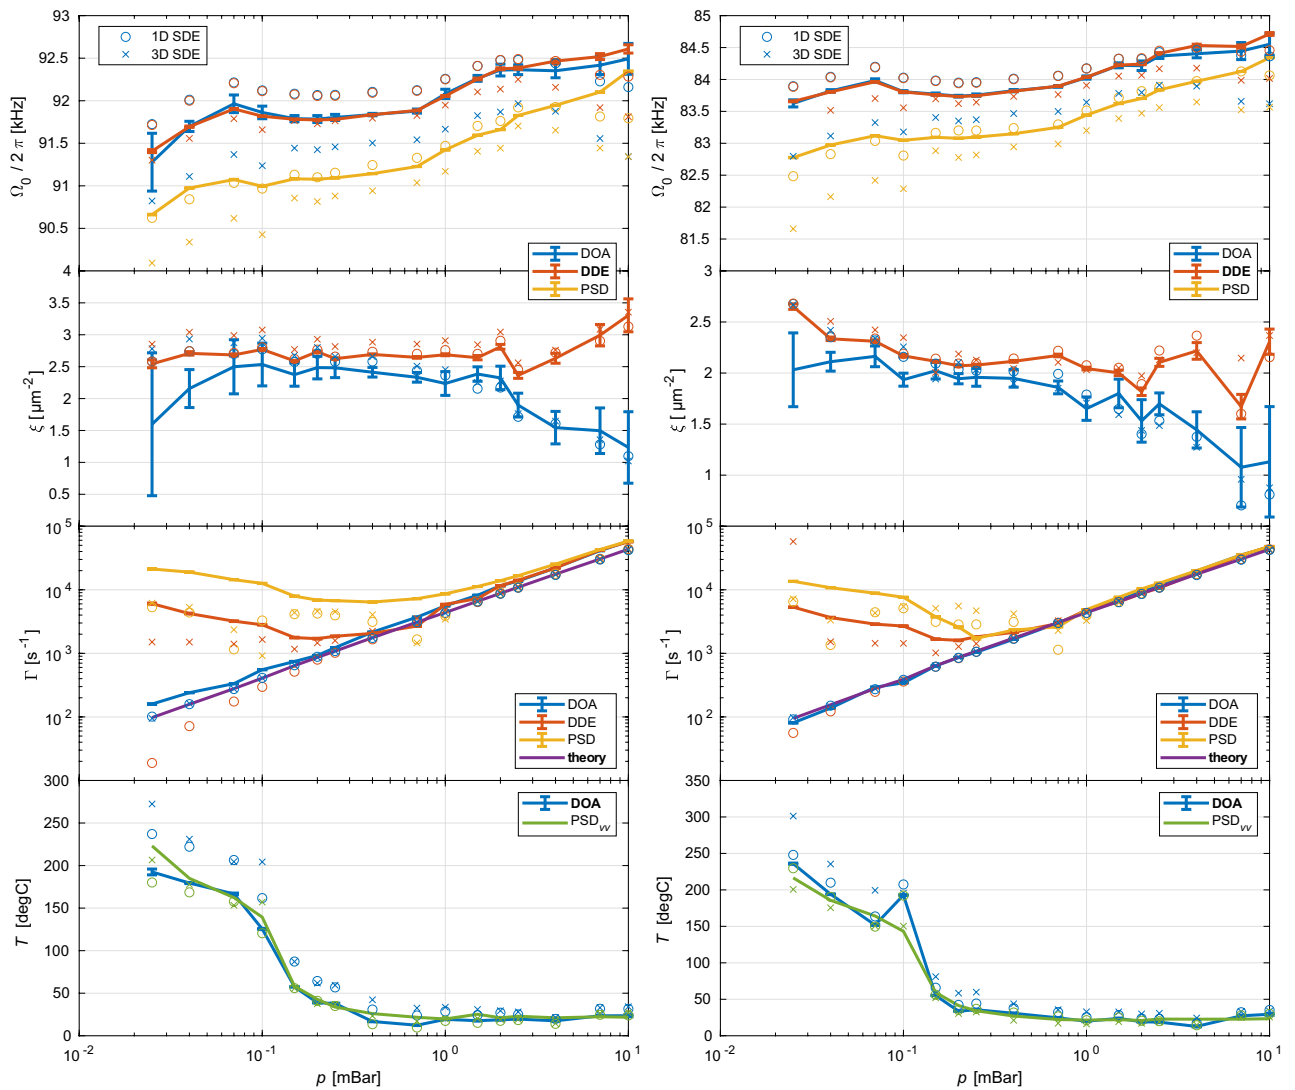 93
92.5
92
91.5
91
90.5
Ω0 / 2 π [kHz]
1D SDE
3D SDE
4
3.5
3
2.5
2
1.5
1
0.5
ξ [ μm-2]
DOA
DDE
PSD
10^5
10^4
10^3
10^2
Γ [s-1]
DOA
DDE
PSD
theory
300
250
200
150
100
50
0
T [degC]
DOA
PSDvv
10^-2
10^-1
10^0
10^1
p [mBar]
85
84.5
84
83.5
83
82.5
82
81.5
Ω0 / 2 π [kHz]
1D SDE
3D SDE
3
2.5
2
1.5
1
ξ [ μm-2]
DOA
DDE
PSD
10^5
10^4
10^3
10^2
Γ [s-1]
DOA
DDE
PSD
theory
350
300
250
200
150
100
50
0
T [degC]
DOA
PSDvv
10^-2
10^-1
10^0
10^1
p [mBar]